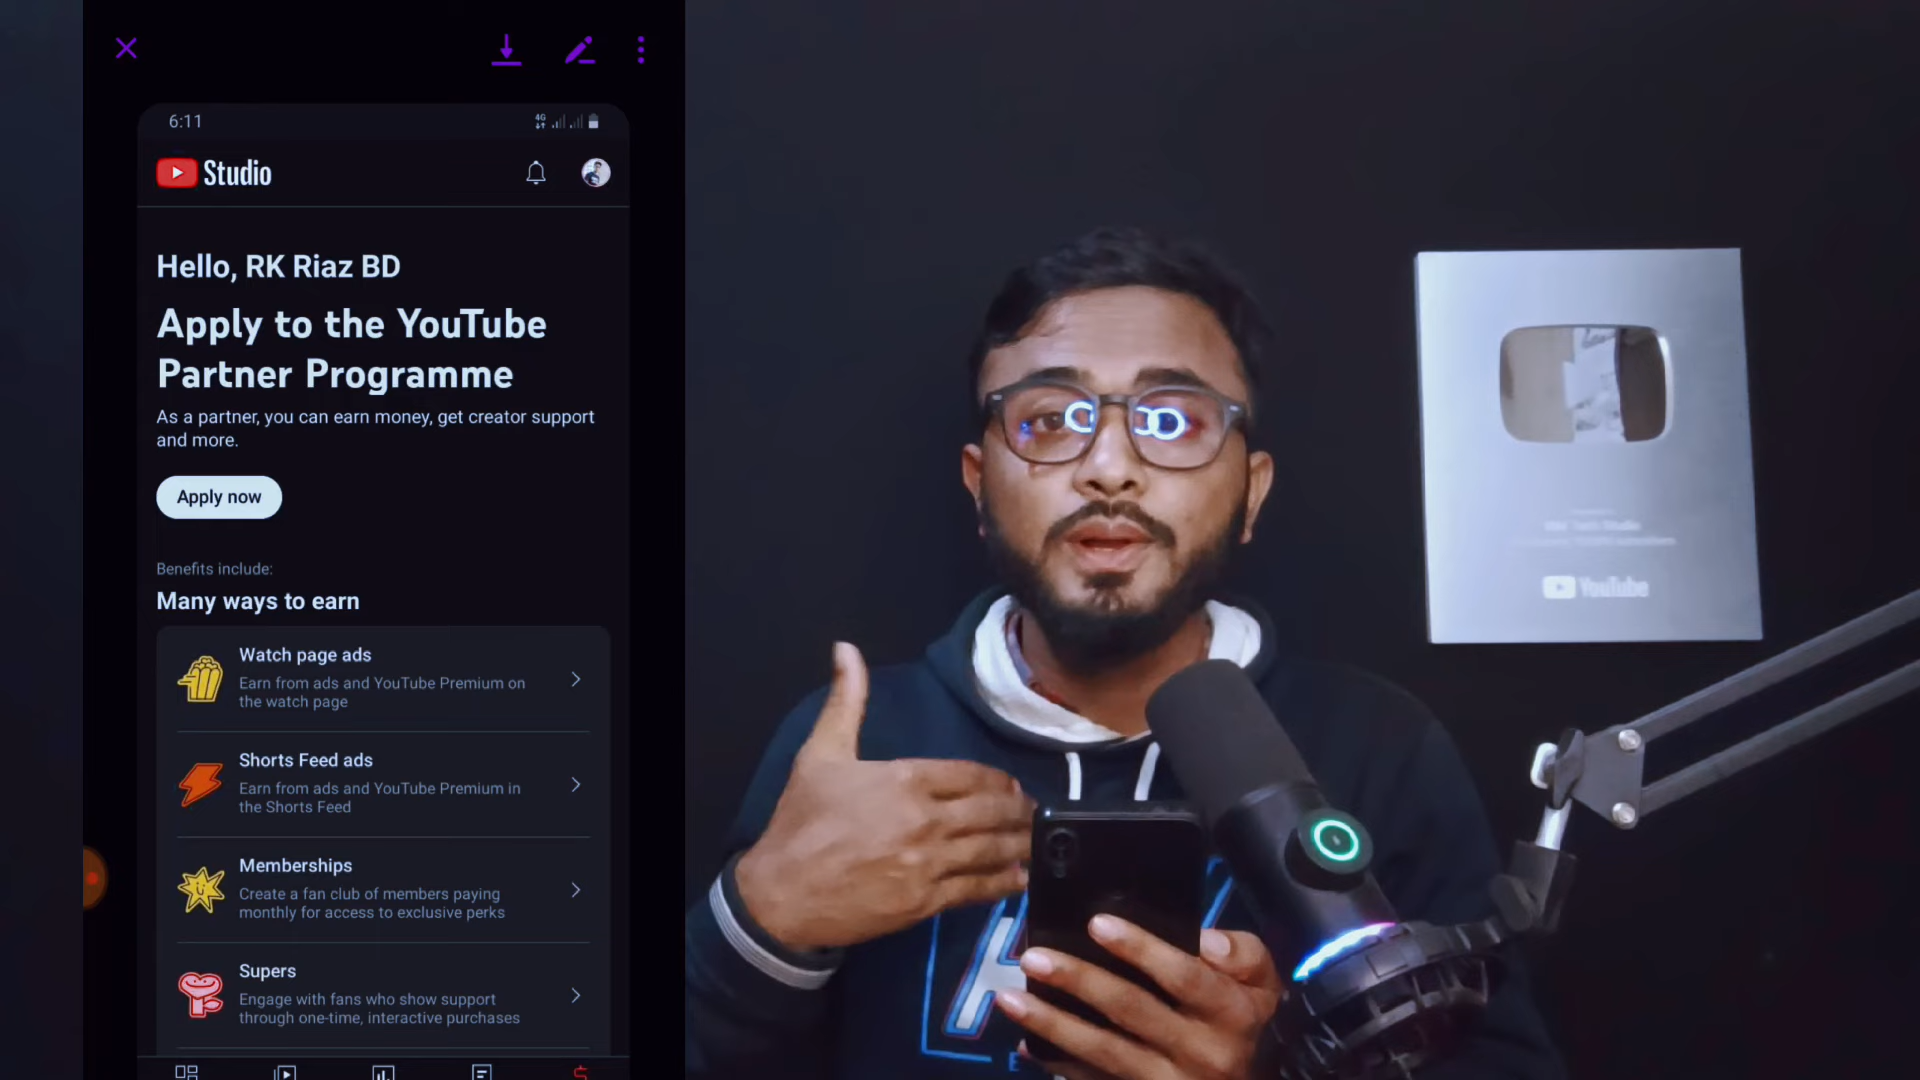 6:11
4G
Studio
Hello, RK Riaz BD
Apply to the YouTube
Partner Programme
As a partner, you can earn money, get creator support
and more.
Apply now
Benefits include:
Many ways to earn
Watch page ads
Earn from ads and YouTube Premium on
the watch page
Shorts Feed ads
Earn from ads and YouTube Premium in
the Shorts Feed
Memberships
Create a fan club of members paying
monthly for access to exclusive perks
Supers
Engage with fans who show support
through one-time, interactive purchases
YouTube